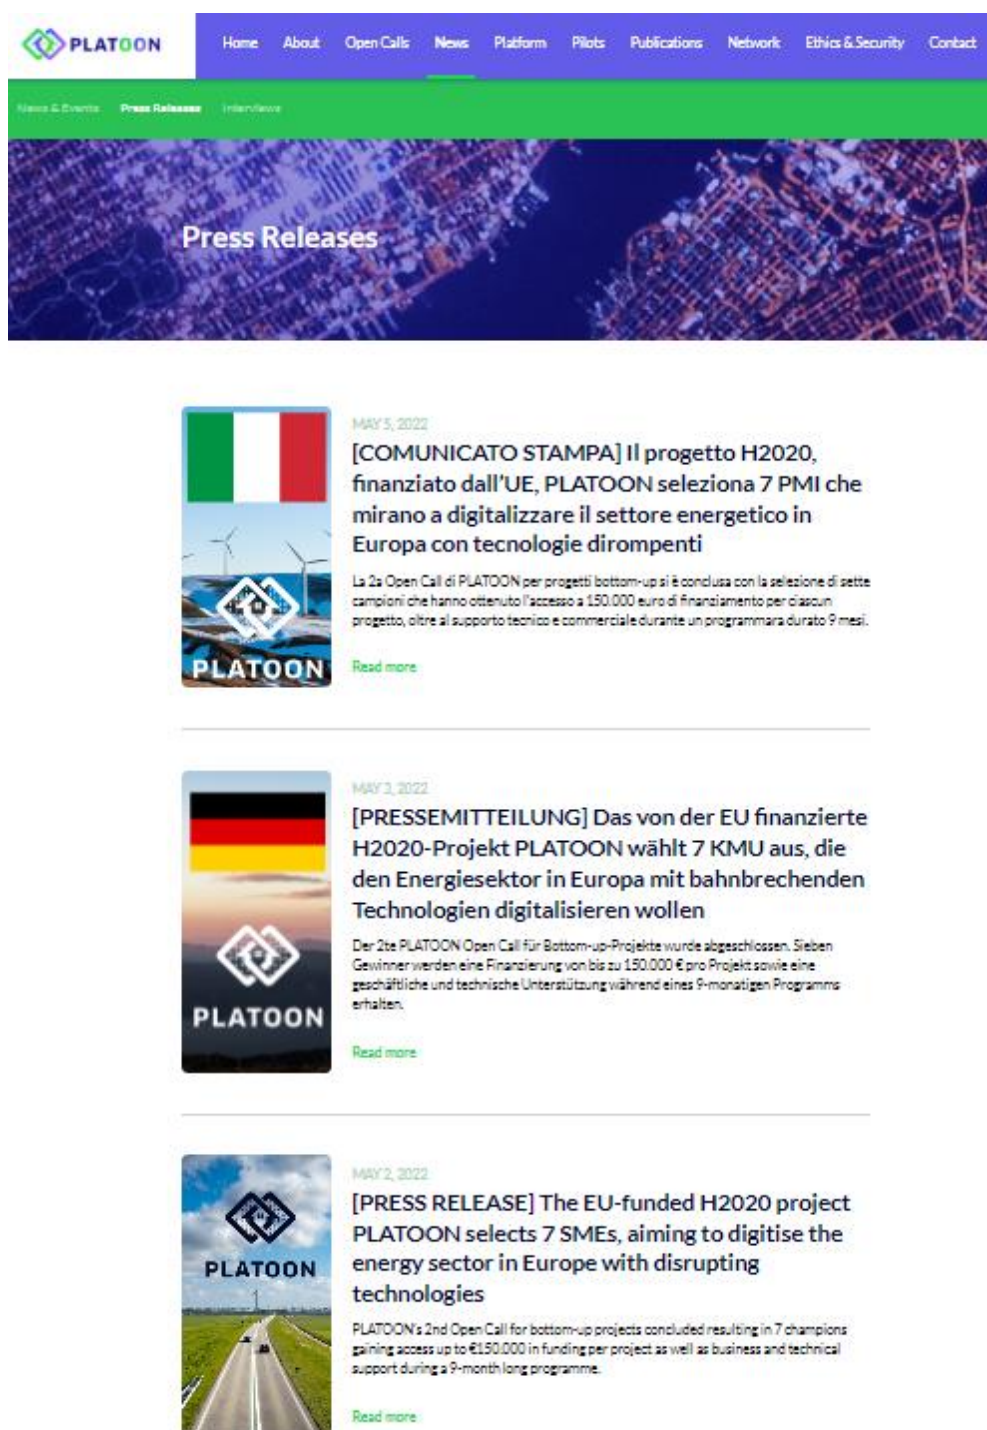 PLATOON
Home About Open Calls News Platform Pilots Publications Network Ethics & Security Contact
News & Events Press Releases Interviews
Press Releases
MAY 5, 2022
[COMUNICATO STAMPA] Il progetto H2020,
finanziato dall'UE, PLATOON seleziona 7 PMI che
mirano a digitalizzare il settore energetico in
Europa con tecnologie dirompenti
La 2a Open Call di PLATOON per progetti bottom-up si è conclusa con la selezione di sette
campioni che hanno ottenuto l'accesso a 150.000 euro di finanziamento per ciascun
progetto, oltre al supporto tecnico e commerciale durante un programmara durato 9 mesi.
PLATOON
Read more
MAY 3, 2022
[PRESSEMITTEILUNG] Das von der EU finanzierte
H2020-Projekt PLATOON wählt 7 KMU aus, die
den Energiesektor in Europa mit bahnbrechenden
Technologien digitalisieren wollen
Der 2te PLATOON Open Call für Bottom-up-Projekte wurde abgeschlossen. Sieben
Gewinner werden eine Finanzierung von bis zu 150.000 € pro Projekt sowie eine
geschäftliche und technische Unterstützung während eines 9-monatigen Programms
erhalten.
PLATOON
Read more
MAY 2, 2022
[PRESS RELEASE] The EU-funded H2020 project
PLATOON selects 7 SMEs, aiming to digitise the
energy sector in Europe with disrupting
technologies
PLATOON
PLATOON's 2nd Open Call for bottom-up projects concluded resulting in 7 champions
gaining access up to €150.000 in funding per project as well as business and technical
support during a 9-month long programme.
Read more